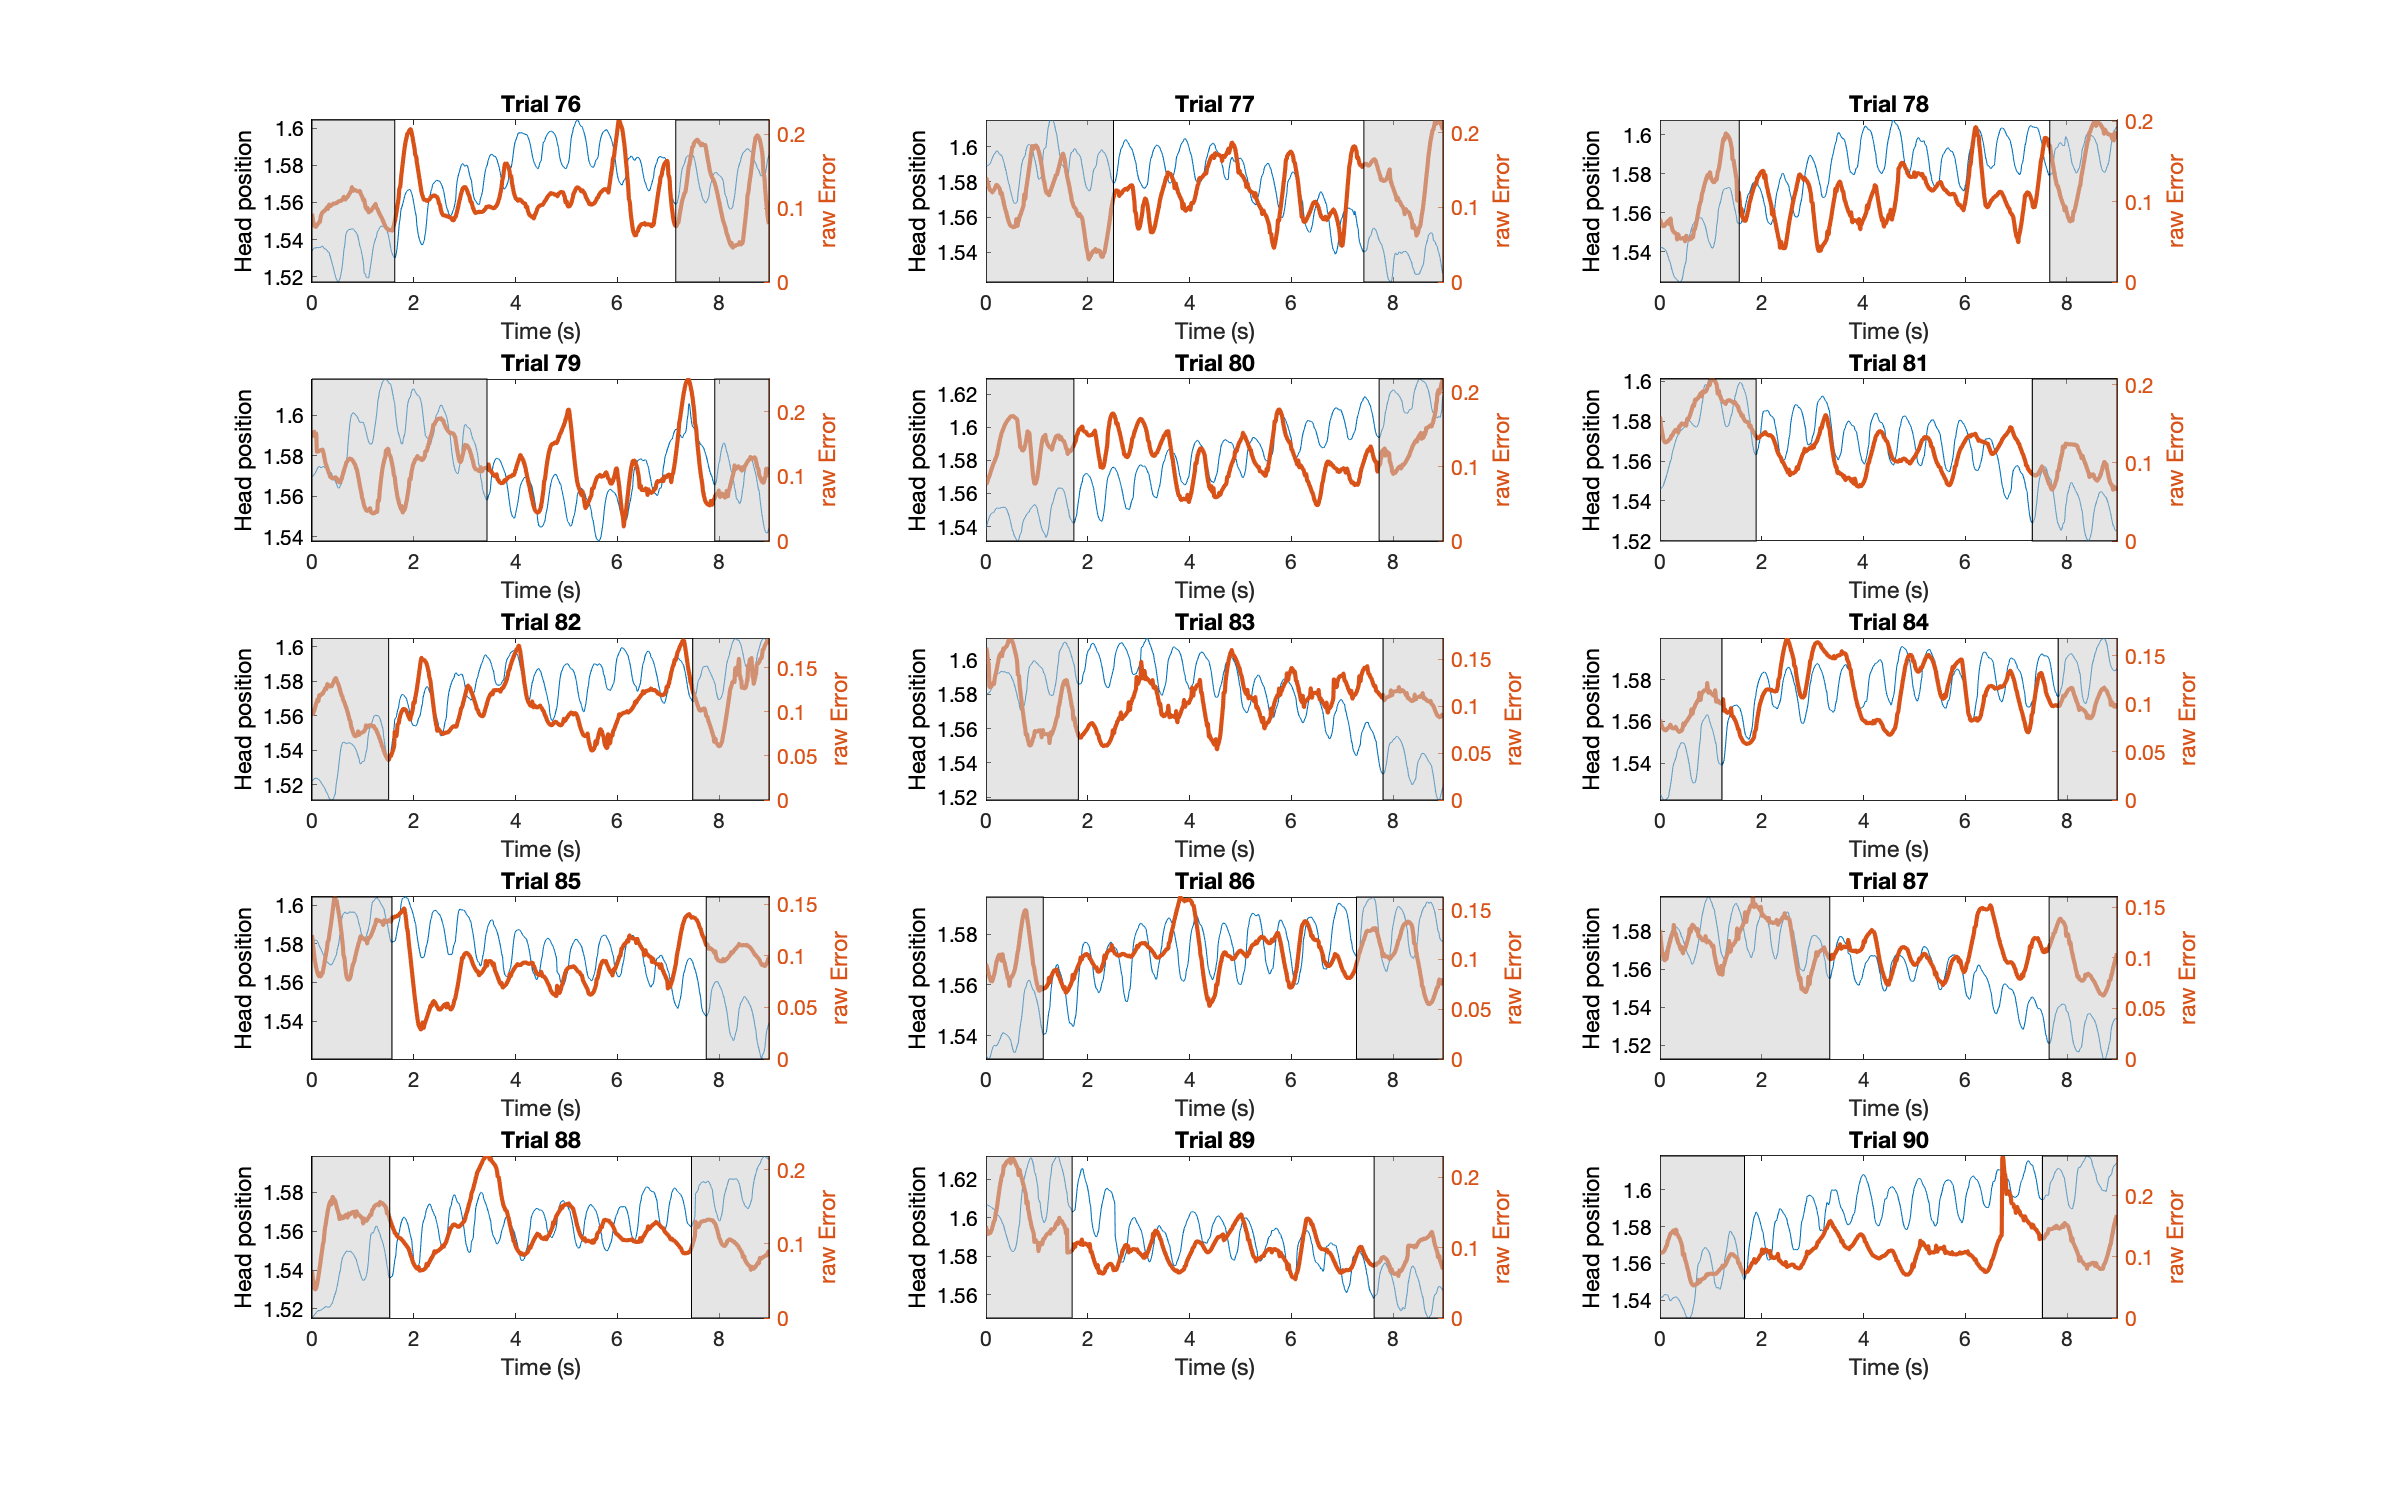 Trial 76
Head position
1.6
1.58
1.56
1.54
1.52
0.2
0.1
0
raw Error
0 2 4 6 8
Time (s)
Trial 77
Head position
1.6
1.58
1.56
1.54
0.2
0.1
0
raw Error
0 2 4 6 8
Time (s)
Trial 78
Head position
1.6
1.58
1.56
1.54
0.2
0.1
0
raw Error
0 2 4 6 8
Time (s)
Trial 79
Head position
1.6
1.58
1.56
1.54
0.2
0.1
0
raw Error
0 2 4 6 8
Time (s)
Trial 80
Head position
1.62
1.6
1.58
1.56
1.54
0.2
0.1
0
raw Error
0 2 4 6 8
Time (s)
Trial 81
Head position
1.6
1.58
1.56
1.54
1.52
0.2
0.1
0
raw Error
0 2 4 6 8
Time (s)
Trial 82
Head position
1.6
1.58
1.56
1.54
1.52
0.15
0.1
0.05
0
raw Error
0 2 4 6 8
Time (s)
Trial 83
Head position
1.6
1.58
1.56
1.54
1.52
0.15
0.1
0.05
0
raw Error
0 2 4 6 8
Time (s)
Trial 84
Head position
1.58
1.56
1.54
0.15
0.1
0.05
0
raw Error
0 2 4 6 8
Time (s)
Trial 85
Head position
1.6
1.58
1.56
1.54
0.15
0.1
0.05
0
raw Error
0 2 4 6 8
Time (s)
Trial 86
Head position
1.58
1.56
1.54
0.15
0.1
0.05
0
raw Error
0 2 4 6 8
Time (s)
Trial 87
Head position
1.58
1.56
1.54
1.52
0.15
0.1
0.05
0
raw Error
0 2 4 6 8
Time (s)
Trial 88
Head position
1.58
1.56
1.54
1.52
0.2
0.1
0
raw Error
0 2 4 6 8
Time (s)
Trial 89
Head position
1.62
1.6
1.58
1.56
0.2
0.1
0
raw Error
0 2 4 6 8
Time (s)
Trial 90
Head position
1.6
1.58
1.56
1.54
0.2
0.1
0
raw Error
0 2 4 6 8
Time (s)